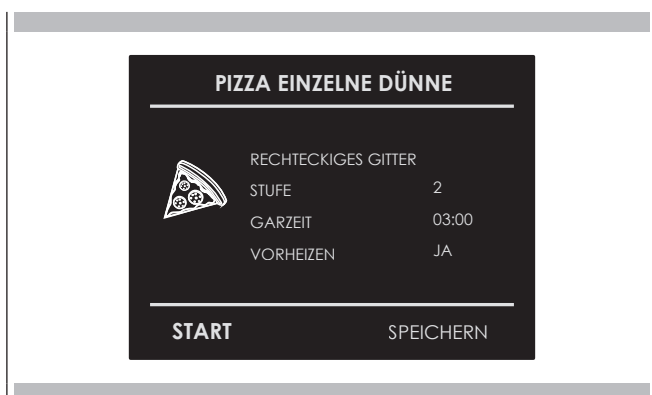 PIZZA EINZELNE DÜNNE
RECHTECKIGES GITTER
STUFE 2
GARZEIT 03:00
VORHEIZEN JA
START SPEICHERN